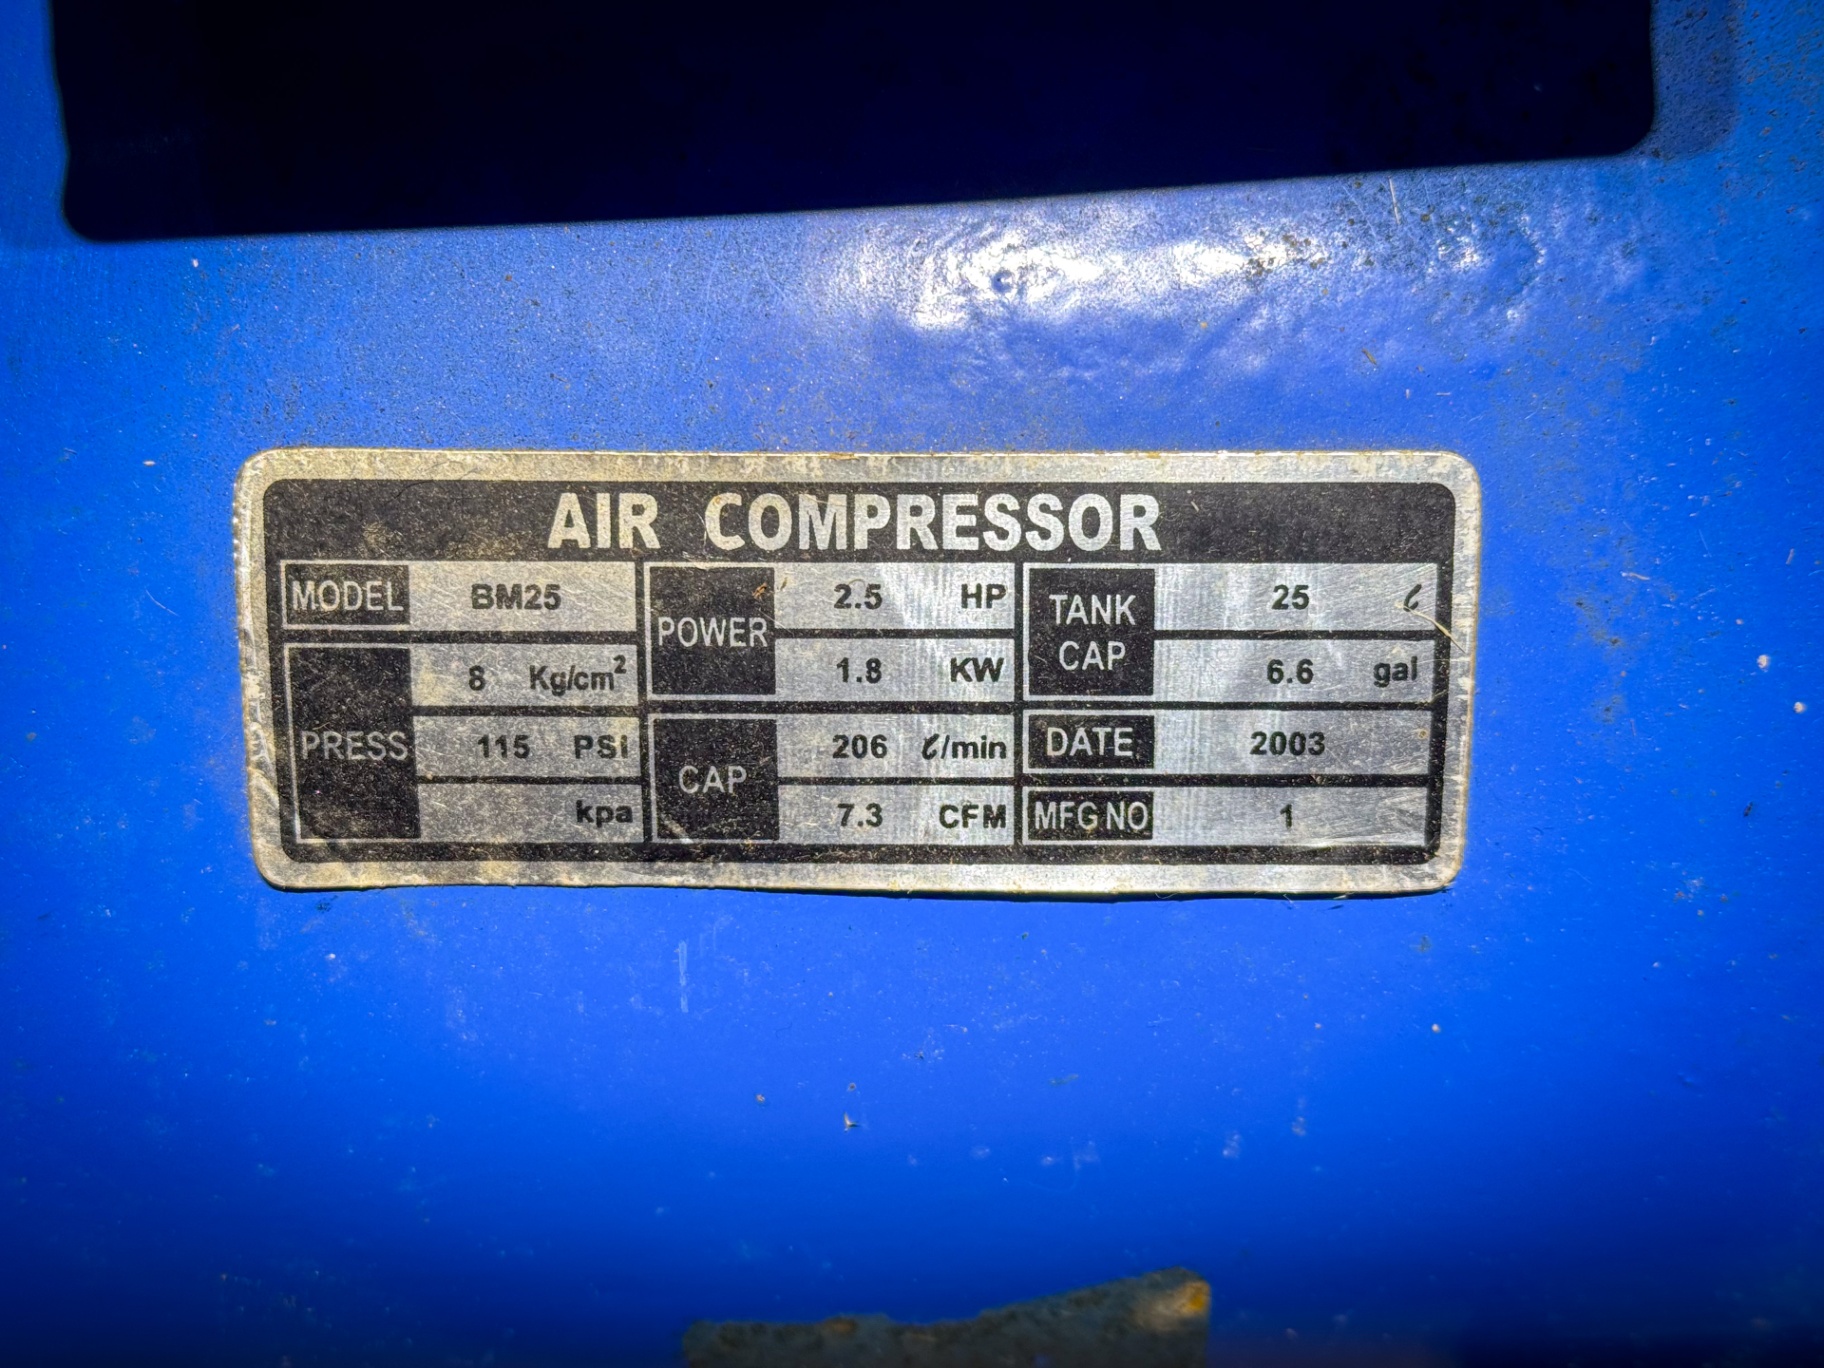 AIR COMPRESSOR
MODEL BM25 POWER 2.5 HP TANK CAP 25 ℓ
PRESS 8 Kg/cm² 1.8 KW 6.6 gal
115 PSI CAP 206 ℓ/min DATE 2003
kpa 7.3 CFM MFG NO 1